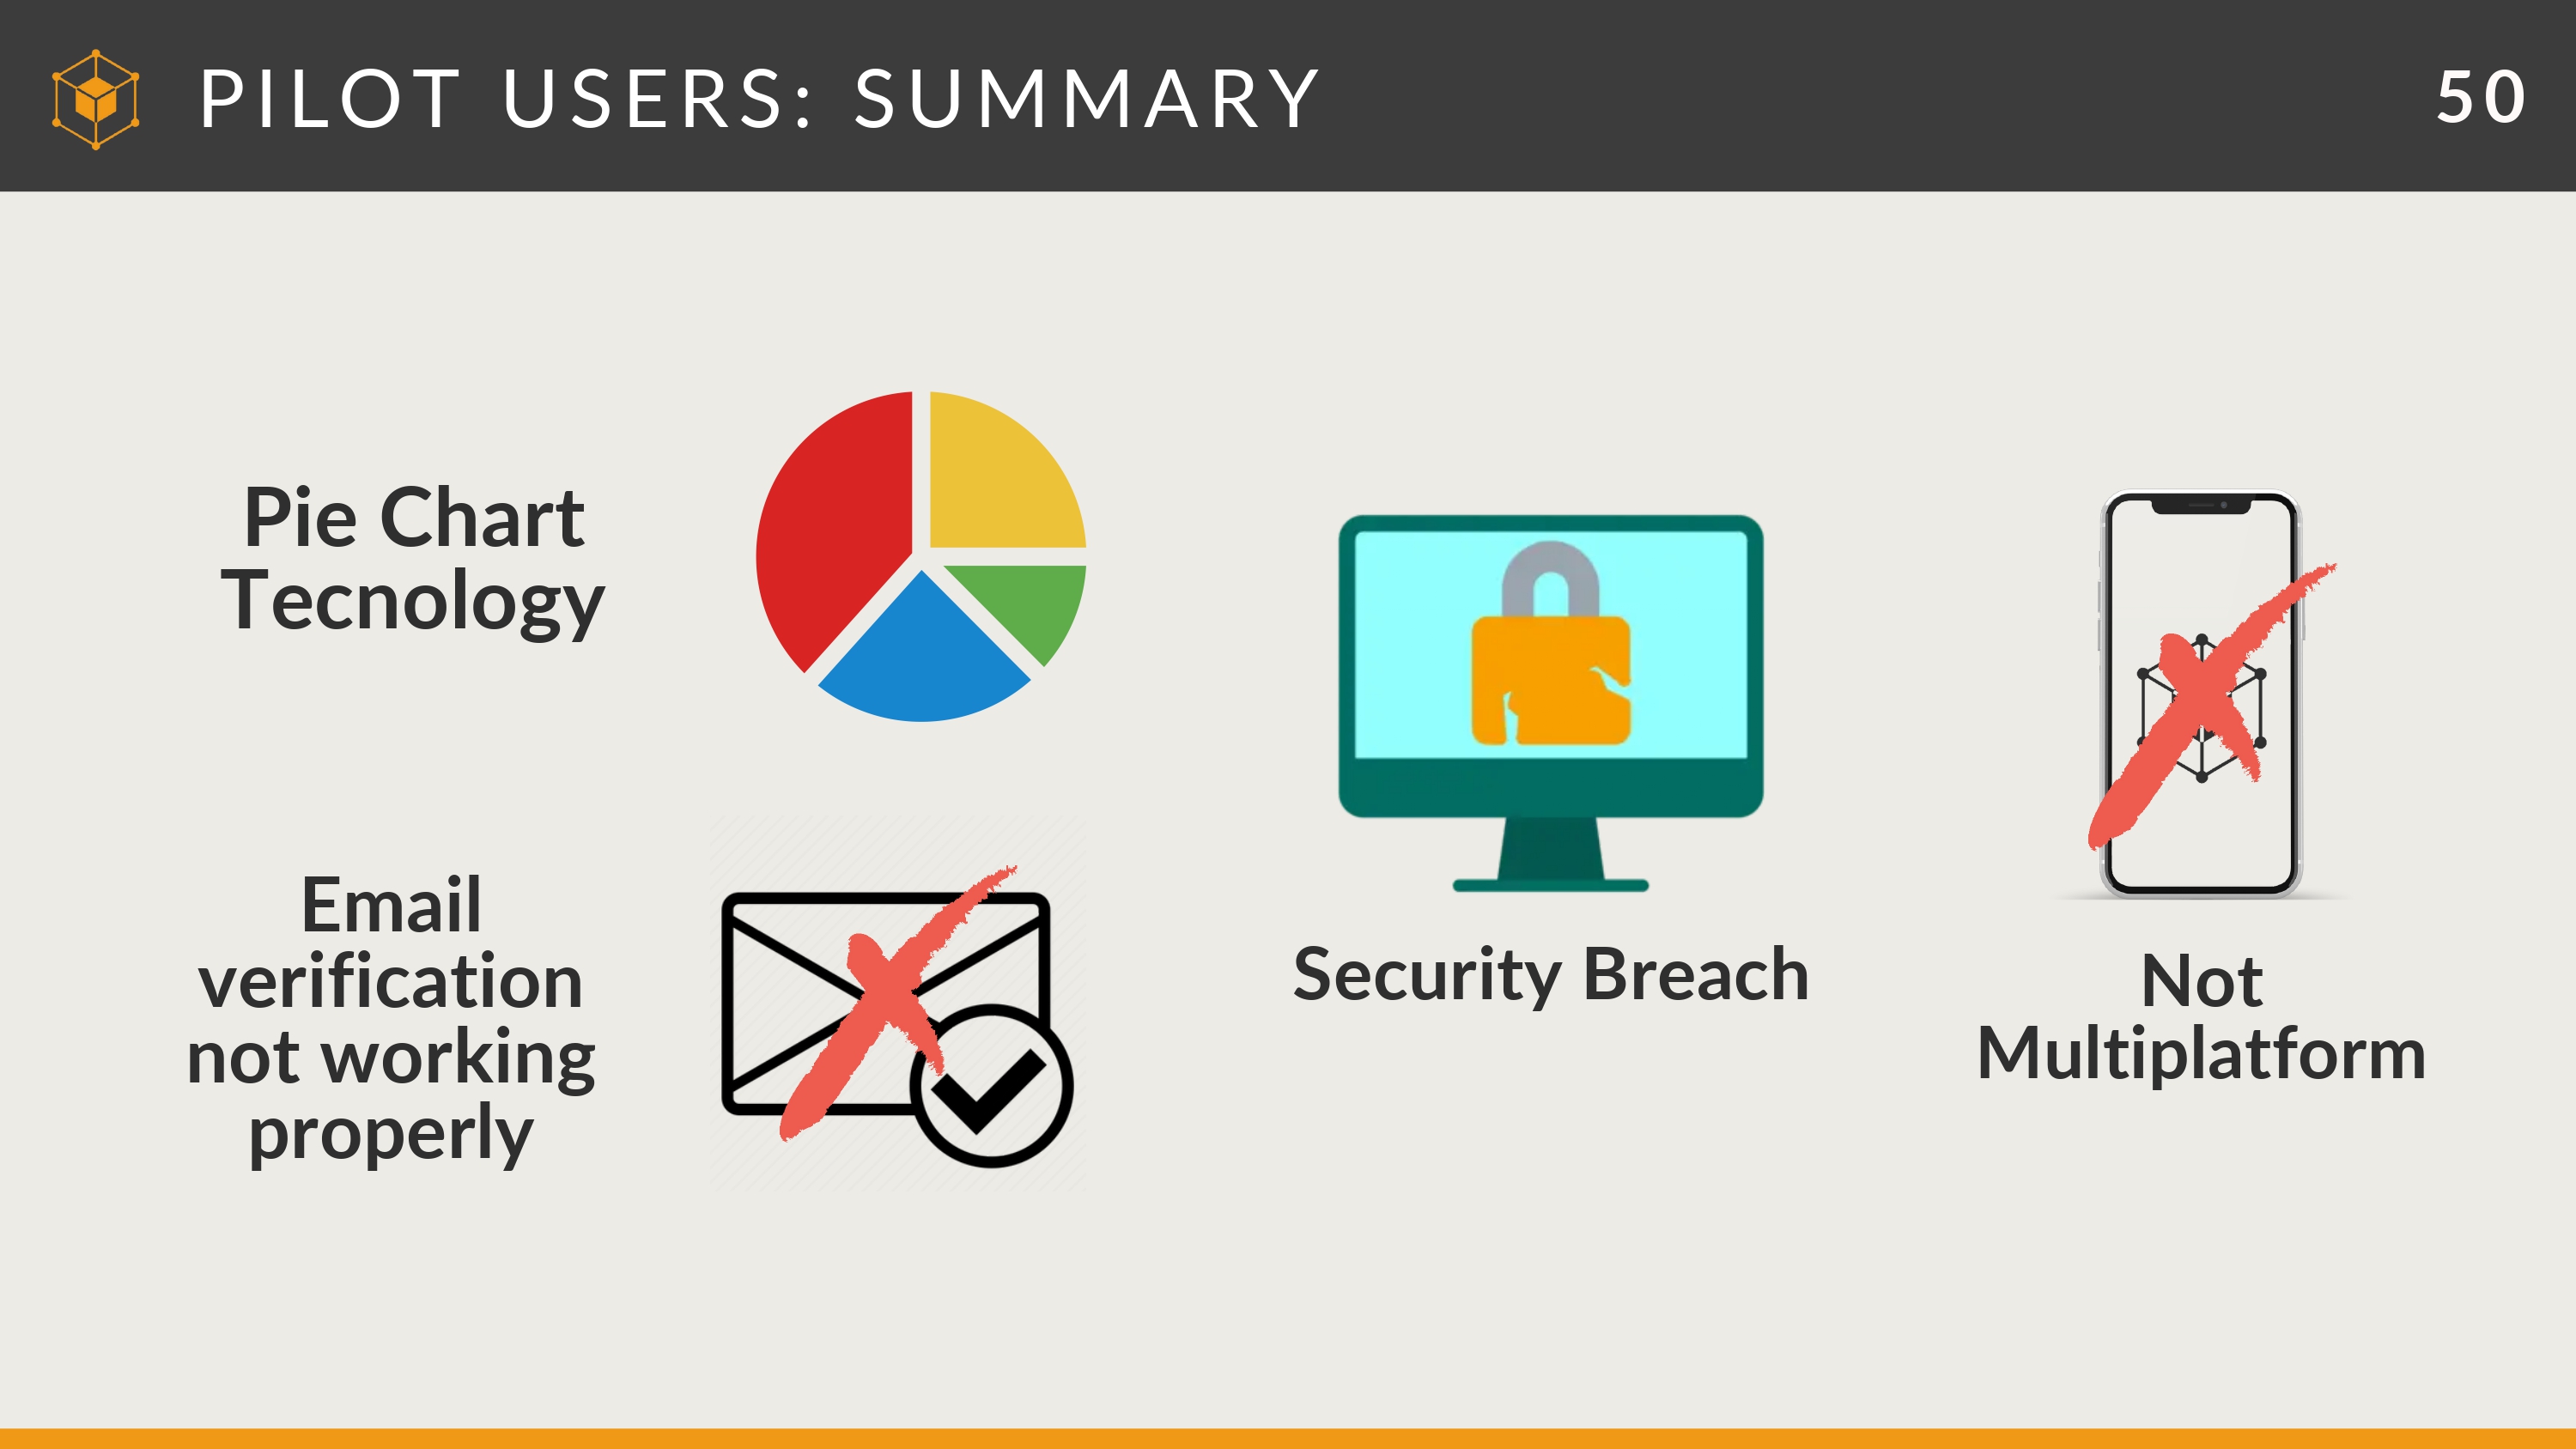 PILOT USERS: SUMMARY
50
Pie Chart
Tecnology
Email
verification
not working
properly
Security Breach
Not
Multiplatform